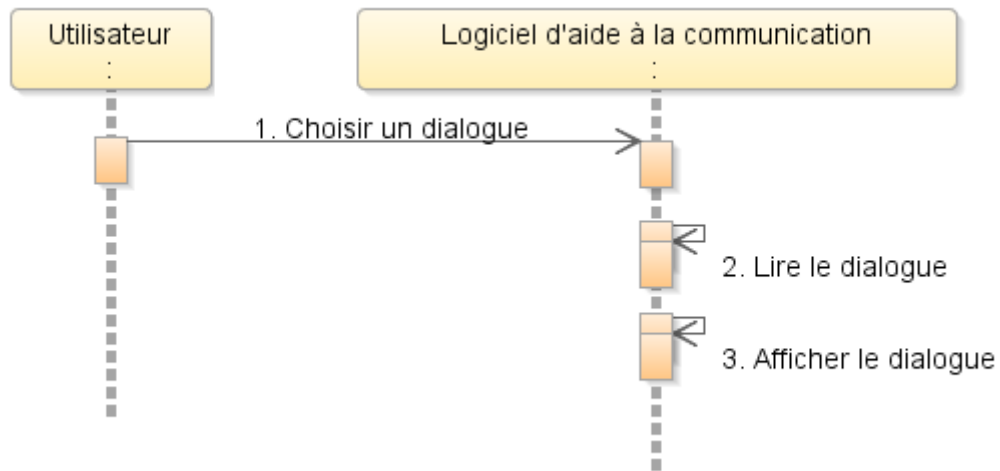 Utilisateur
:
Logiciel d'aide à la communication
:
1. Choisir un dialogue
2. Lire le dialogue
3. Afficher le dialogue